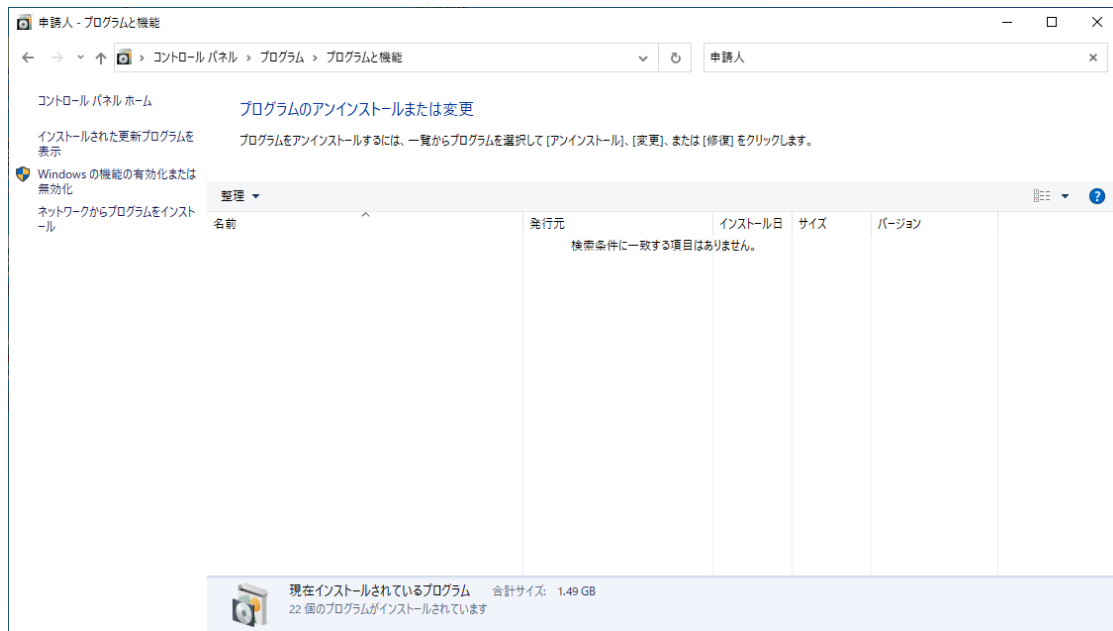 申請人 - プログラムと機能
コントロール パネル › プログラム › プログラムと機能
申請人
コントロール パネル ホーム
インストールされた更新プログラムを
表示
Windows の機能の有効化または
無効化
ネットワークからプログラムをインスト
ール
プログラムのアンインストールまたは変更
プログラムをアンインストールするには、一覧からプログラムを選択して [アンインストール]、[変更]、または [修復] をクリックします。
整理
名前 発行元 インストール日 サイズ バージョン
検索条件に一致する項目はありません。
現在インストールされているプログラム 合計サイズ: 1.49 GB
22 個のプログラムがインストールされています